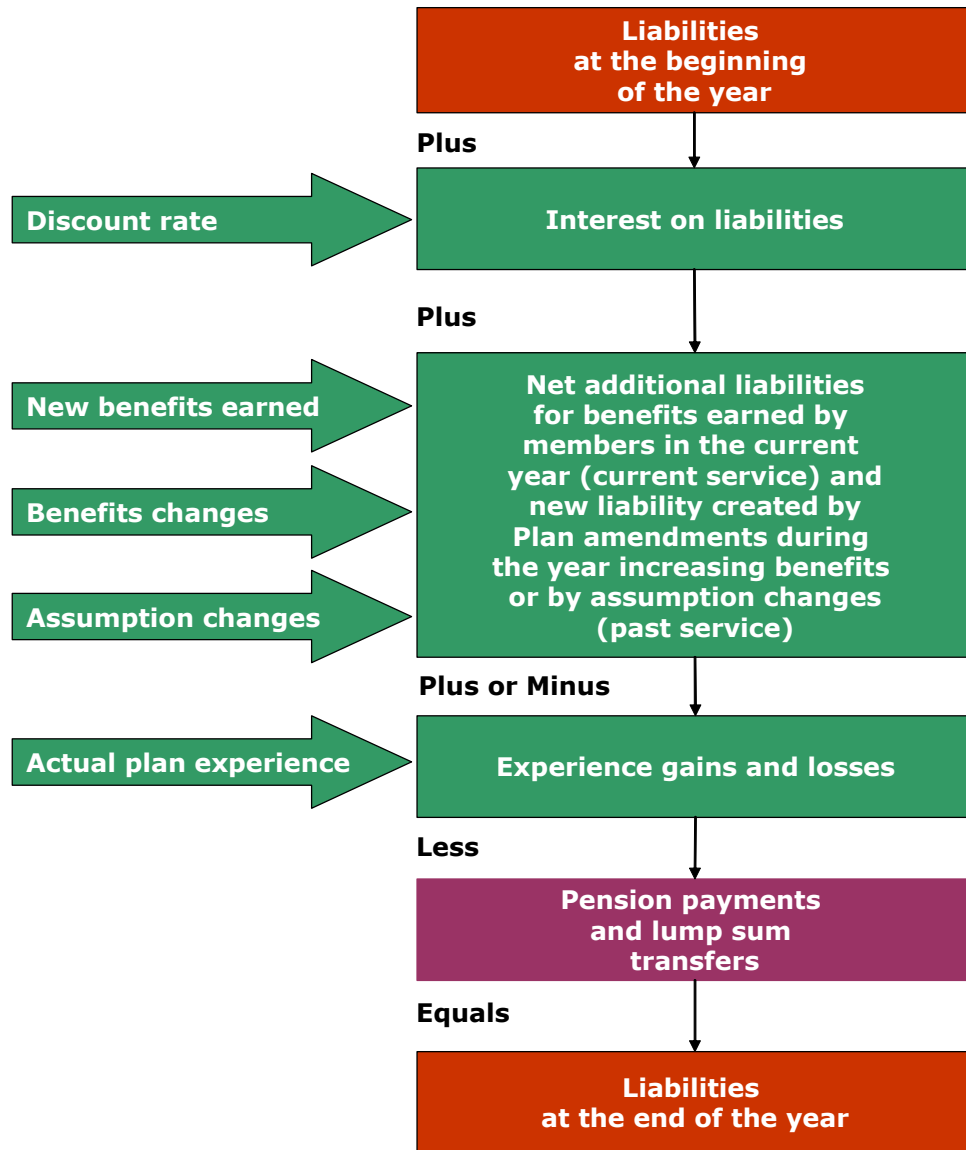 Liabilities
at the beginning
of the year
Plus
Discount rate
Interest on liabilities
Plus
New benefits earned
Benefits changes
Assumption changes
Net additional liabilities
for benefits earned by
members in the current
year (current service) and
new liability created by
Plan amendments during
the year increasing benefits
or by assumption changes
(past service)
Plus or Minus
Actual plan experience
Experience gains and losses
Less
Pension payments
and lump sum
transfers
Equals
Liabilities
at the end of the year